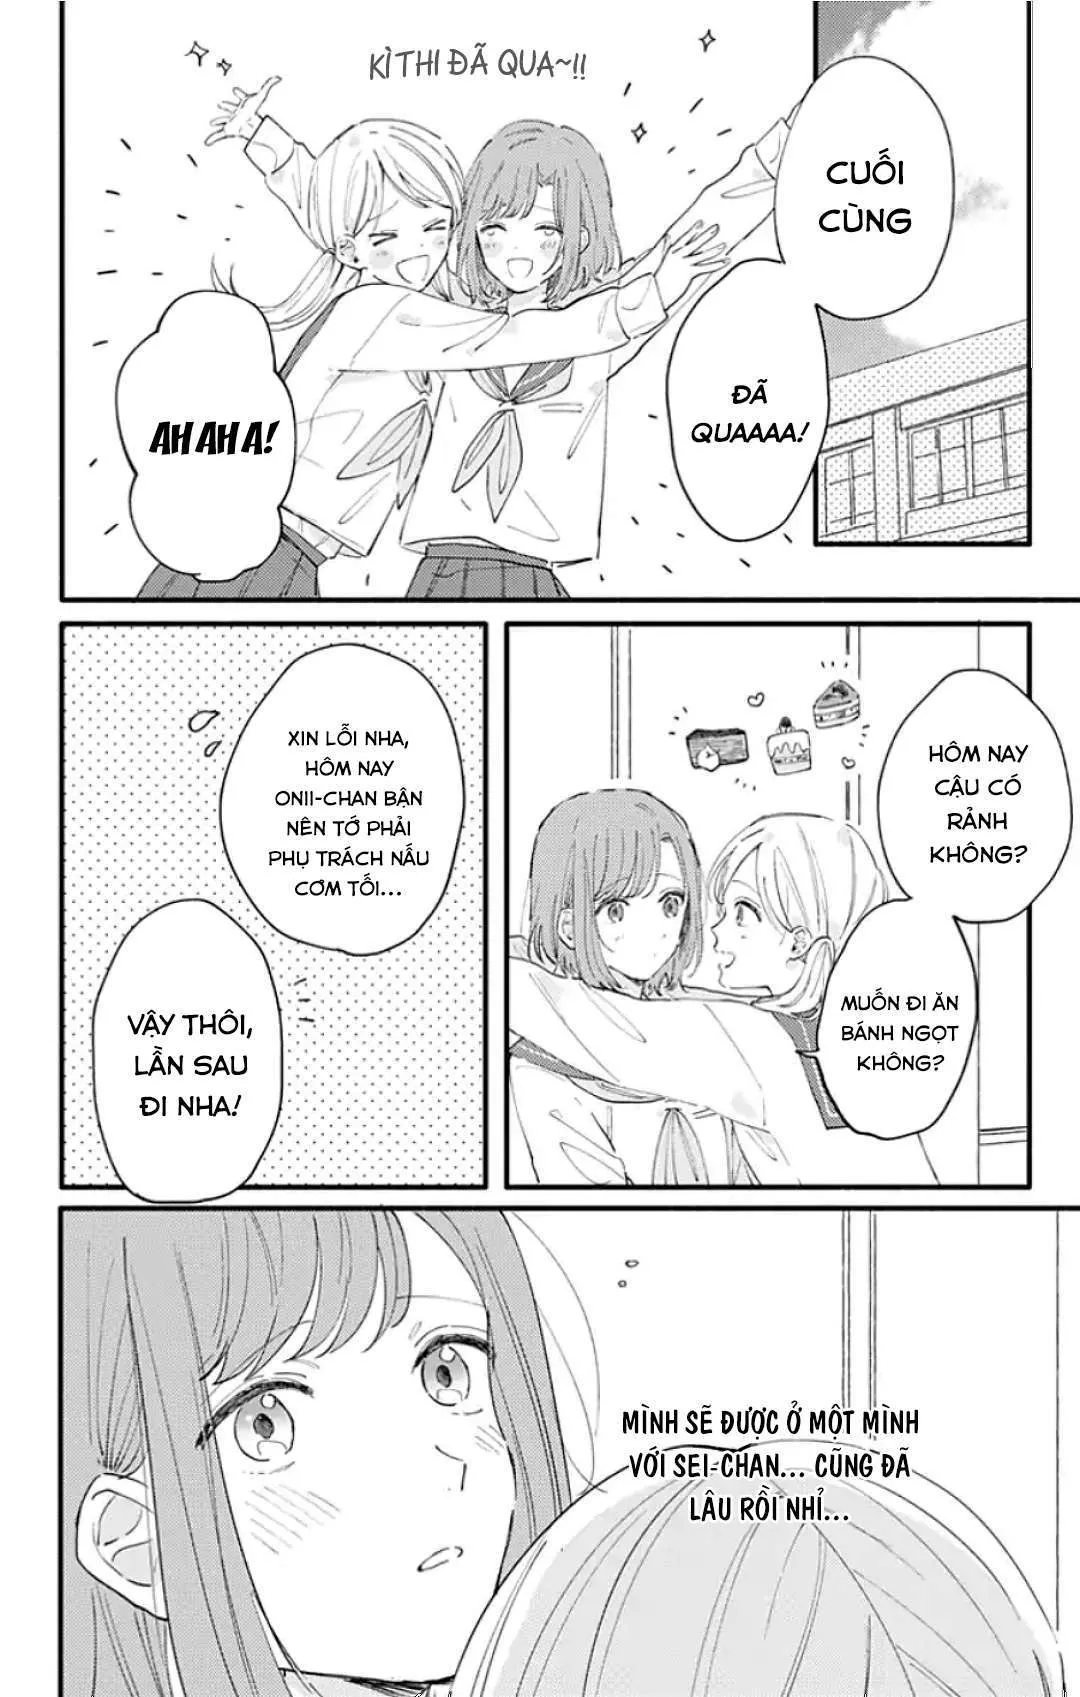 KÌ THI ĐÃ QUA~!!
CUỐI
CÙNG
ĐÃ
QUAAAA!
AHAHA!
HÔM NAY
CẬU CÓ
RẢNH
KHÔNG?
MUỐN ĐI ĂN
BÁNH NGỌT
KHÔNG?
XIN LỖI NHA,
HÔM NAY
ONII-CHAN BẬN
NÊN TỚ PHẢI
PHỤ TRÁCH NẤU
CƠM TỐI...
VẬY THÔI,
LẦN SAU
ĐI NHA!
MÌNH SẼ ĐƯỢC Ở MỘT MÌNH
VỚI SEI-CHAN... CŨNG ĐÃ
LÂU RỒI NHỈ...